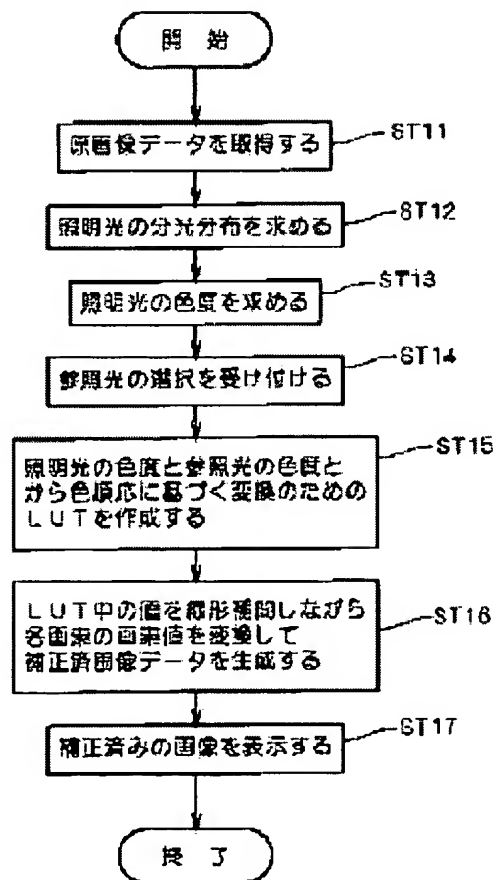 開 始
原画像データを取得する
ST11
照明光の分光分布を求める
ST12
照明光の色度を求める
ST13
参照光の選択を受け付ける
ST14
照明光の色度と参照光の色度と
から色順応に基づく変換のための
LUTを作成する
ST15
LUT中の値を線形補間しながら
各画素の画素値を変換して
補正済画像データを生成する
ST16
補正済みの画像を表示する
ST17
終 了